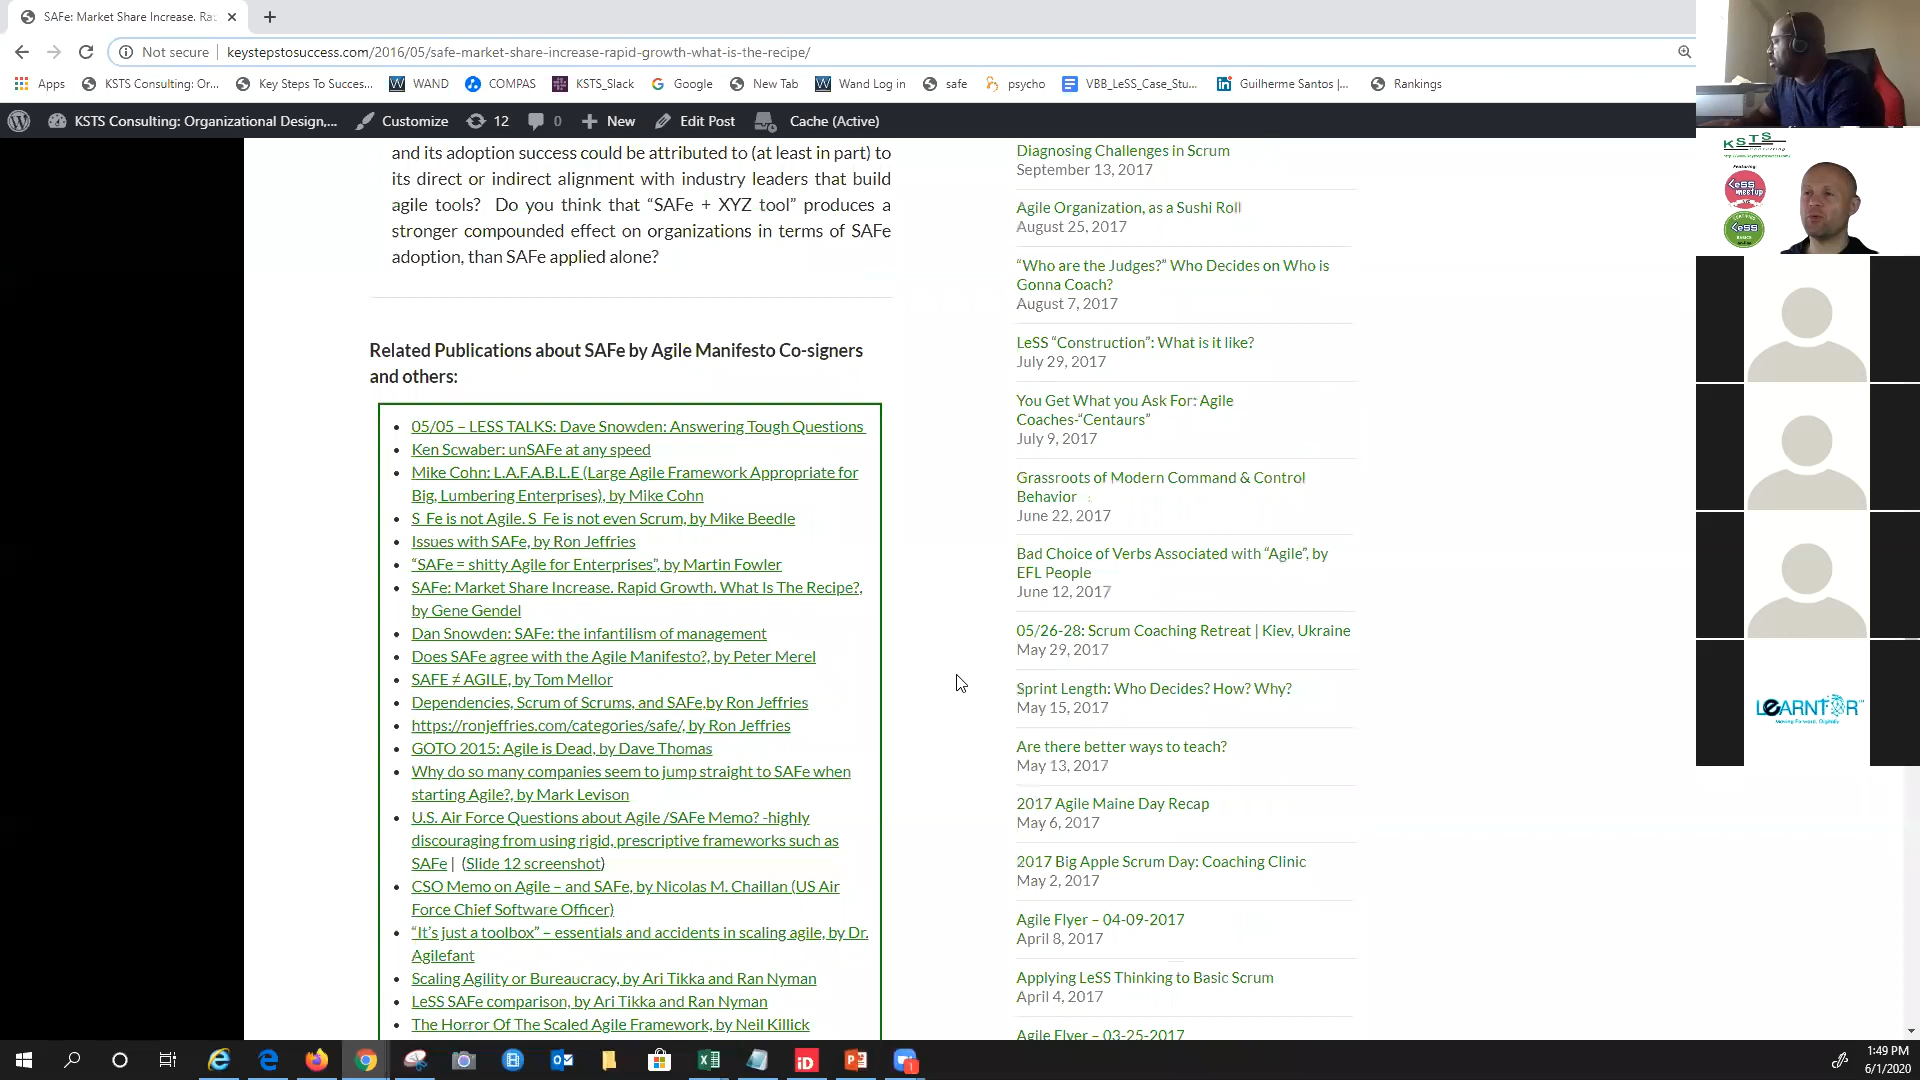 SAFe: Market Share Increase. Ra
Not secure
keystepstosuccess.com/2016/05/safe-market-share-increase-rapid-growth-what-is-the-recipe/
Apps
KSTS Consulting: Or...
Key Steps To Succes...
WAND
COMPAS
KSTS_Slack
Google
New Tab
Wand Log in
safe
psycho
VBB_LeSS_Case_Stu...
Guilherme Santos |...
Rankings
KSTS Consulting: Organizational Design,...
Customize
12
0
New
Edit Post
Cache (Active)
and its adoption success could be attributed to (at least in part) to
its direct or indirect alignment with industry leaders that build
agile tools? Do you think that “SAFe + XYZ tool” produces a
stronger compounded effect on organizations in terms of SAFe
adoption, than SAFe applied alone?
Related Publications about SAFe by Agile Manifesto Co-signers
and others:
05/05 – LESS TALKS: Dave Snowden: Answering Tough Questions
Ken Scwaber: unSAFe at any speed
Mike Cohn: L.A.F.A.B.L.E (Large Agile Framework Appropriate for
Big, Lumbering Enterprises), by Mike Cohn
S_Fe is not Agile. S_Fe is not even Scrum, by Mike Beedle
Issues with SAFe, by Ron Jeffries
“SAFe = shitty Agile for Enterprises”, by Martin Fowler
SAFe: Market Share Increase. Rapid Growth. What Is The Recipe?,
by Gene Gendel
Dan Snowden: SAFe: the infantilism of management
Does SAFe agree with the Agile Manifesto?, by Peter Merel
SAFE ≠ AGILE, by Tom Mellor
Dependencies, Scrum of Scrums, and SAFe,by Ron Jeffries
https://ronjeffries.com/categories/safe/, by Ron Jeffries
GOTO 2015: Agile is Dead, by Dave Thomas
Why do so many companies seem to jump straight to SAFe when
starting Agile?, by Mark Levison
U.S. Air Force Questions about Agile /SAFe Memo? -highly
discouraging from using rigid, prescriptive frameworks such as
SAFe | (Slide 12 screenshot)
CSO Memo on Agile – and SAFe, by Nicolas M. Chaillan (US Air
Force Chief Software Officer)
“It’s just a toolbox” – essentials and accidents in scaling agile, by Dr.
Agilefant
Scaling Agility or Bureaucracy, by Ari Tikka and Ran Nyman
LeSS SAFe comparison, by Ari Tikka and Ran Nyman
The Horror Of The Scaled Agile Framework, by Neil Killick
Diagnosing Challenges in Scrum
September 13, 2017
Agile Organization, as a Sushi Roll
August 25, 2017
“Who are the Judges?” Who Decides on Who is
Gonna Coach?
August 7, 2017
LeSS “Construction”: What is it like?
July 29, 2017
You Get What you Ask For: Agile
Coaches-“Centaurs”
July 9, 2017
Grassroots of Modern Command & Control
Behavior
June 22, 2017
Bad Choice of Verbs Associated with “Agile”, by
EFL People
June 12, 2017
05/26-28: Scrum Coaching Retreat | Kiev, Ukraine
May 29, 2017
Sprint Length: Who Decides? How? Why?
May 15, 2017
Are there better ways to teach?
May 13, 2017
2017 Agile Maine Day Recap
May 6, 2017
2017 Big Apple Scrum Day: Coaching Clinic
May 2, 2017
Agile Flyer – 04-09-2017
April 8, 2017
Applying LeSS Thinking to Basic Scrum
April 4, 2017
Agile Flyer – 03-25-2017
KSTS
Featuring:
LeSS
meetup
LeSS
LEARNTOR
Moving Forward. Digitally
1:49 PM
6/1/2020